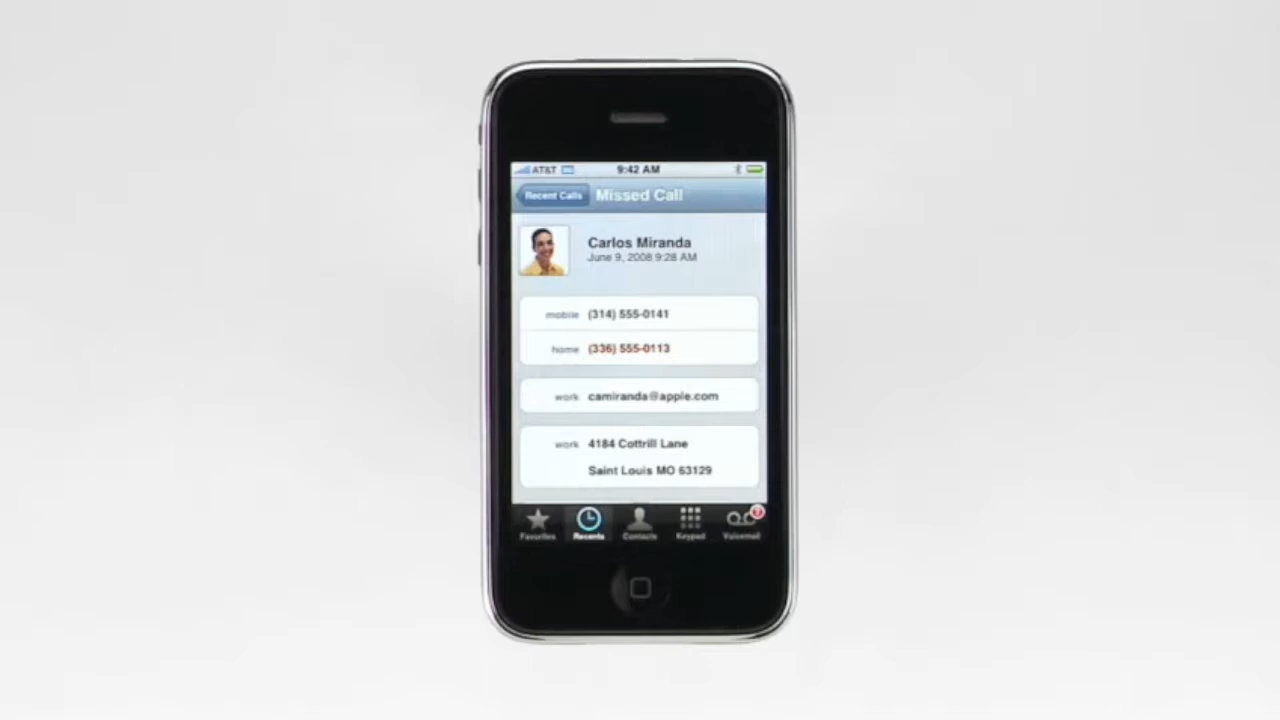 AT&T 3G 9:42 AM
Recent Calls Missed Call
Carlos Miranda
June 9, 2008 9:28 AM
mobile (314) 555-0141
home (336) 555-0113
work camiranda@apple.com
work 4184 Cottrill Lane
Saint Louis MO 63129
Favorites Recents Contacts Keypad Voicemail